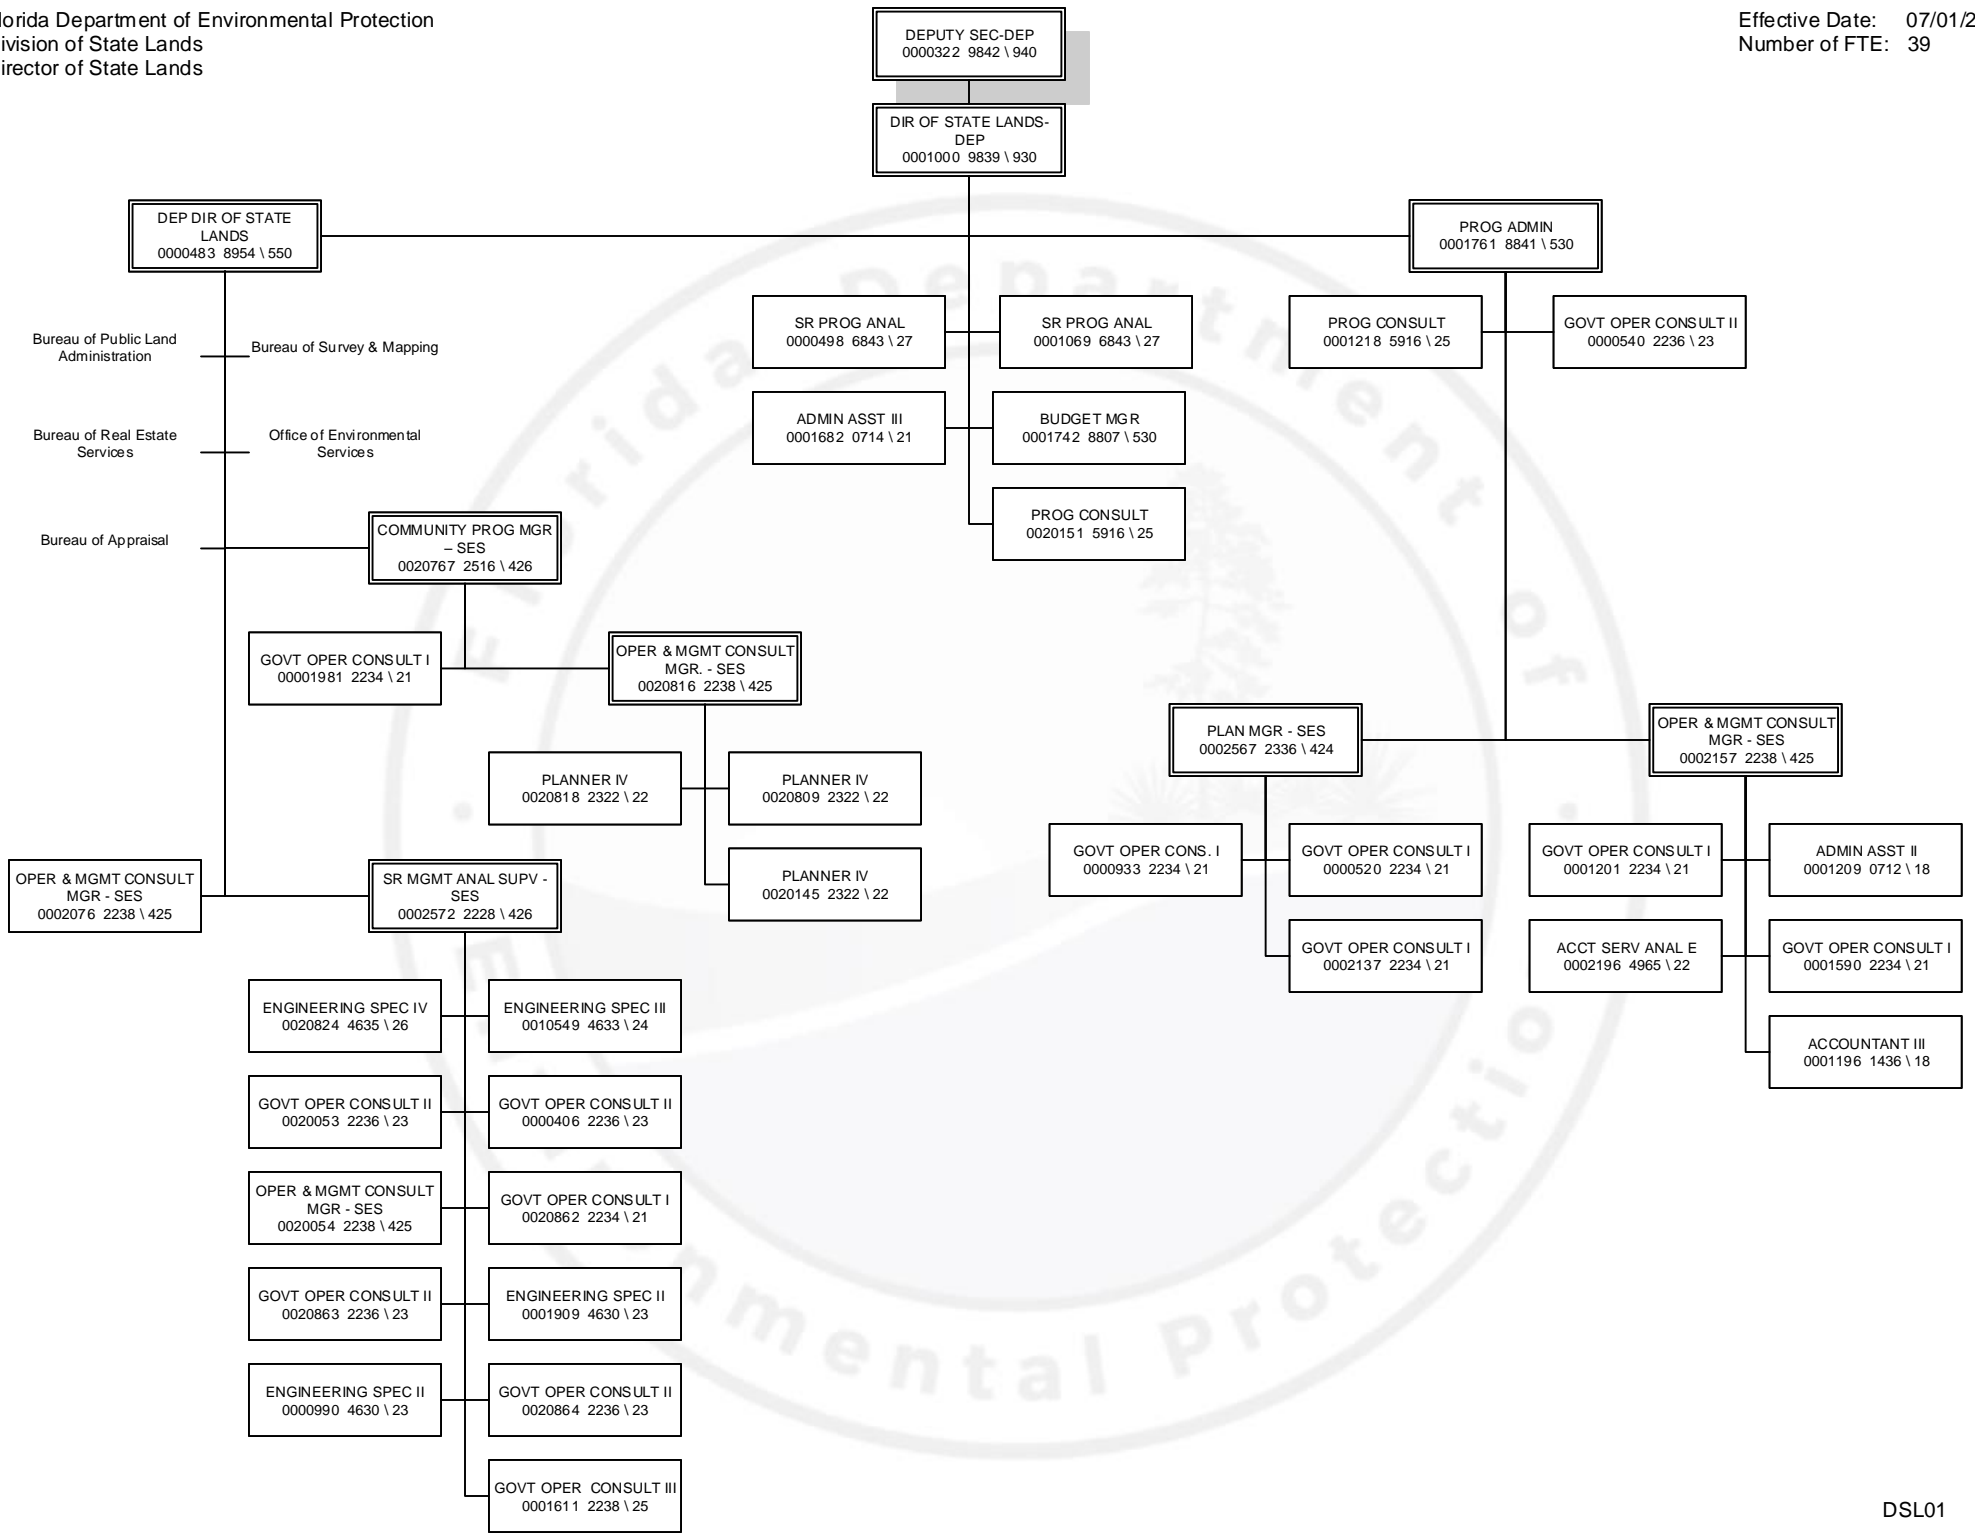 lorida Department of Environmental Protection
ivision of State Lands
irector of State Lands
Effective Date: 07/01/2
Number of FTE: 39
DEPUTY SEC-DEP
0000322 9842 \ 940
DIR OF STATE LANDS-
DEP
0001000 9839 \ 930
DEP DIR OF STATE
LANDS
0000483 8954 \ 550
PROG ADMIN
0001761 8841 \ 530
SR PROG ANAL
0000498 6843 \ 27
SR PROG ANAL
0001069 6843 \ 27
PROG CONSULT
0001218 5916 \ 25
GOVT OPER CONSULT II
0000540 2236 \ 23
Bureau of Public Land
Administration
Bureau of Survey & Mapping
ADMIN ASST III
0001682 0714 \ 21
BUDGET MGR
0001742 8807 \ 530
Bureau of Real Estate
Services
Office of Environmental
Services
PROG CONSULT
0020151 5916 \ 25
Bureau of Appraisal
COMMUNITY PROG MGR
– SES
0020767 2516 \ 426
GOVT OPER CONSULT I
00001981 2234 \ 21
OPER & MGMT CONSULT
MGR. - SES
0020816 2238 \ 425
PLAN MGR - SES
0002567 2336 \ 424
OPER & MGMT CONSULT
MGR - SES
0002157 2238 \ 425
PLANNER IV
0020818 2322 \ 22
PLANNER IV
0020809 2322 \ 22
PLANNER IV
0020145 2322 \ 22
GOVT OPER CONS. I
0000933 2234 \ 21
GOVT OPER CONSULT I
0000520 2234 \ 21
GOVT OPER CONSULT I
0001201 2234 \ 21
ADMIN ASST II
0001209 0712 \ 18
OPER & MGMT CONSULT
MGR - SES
0002076 2238 \ 425
SR MGMT ANAL SUPV -
SES
0002572 2228 \ 426
GOVT OPER CONSULT I
0002137 2234 \ 21
ACCT SERV ANAL E
0002196 4965 \ 22
GOVT OPER CONSULT I
0001590 2234 \ 21
ACCOUNTANT III
0001196 1436 \ 18
ENGINEERING SPEC IV
0020824 4635 \ 26
ENGINEERING SPEC III
0010549 4633 \ 24
GOVT OPER CONSULT II
0020053 2236 \ 23
GOVT OPER CONSULT II
0000406 2236 \ 23
OPER & MGMT CONSULT
MGR - SES
0020054 2238 \ 425
GOVT OPER CONSULT I
0020862 2234 \ 21
GOVT OPER CONSULT II
0020863 2236 \ 23
ENGINEERING SPEC II
0001909 4630 \ 23
ENGINEERING SPEC II
0000990 4630 \ 23
GOVT OPER CONSULT II
0020864 2236 \ 23
GOVT OPER CONSULT III
0001611 2238 \ 25
DSL01
Florida Department of
Protection